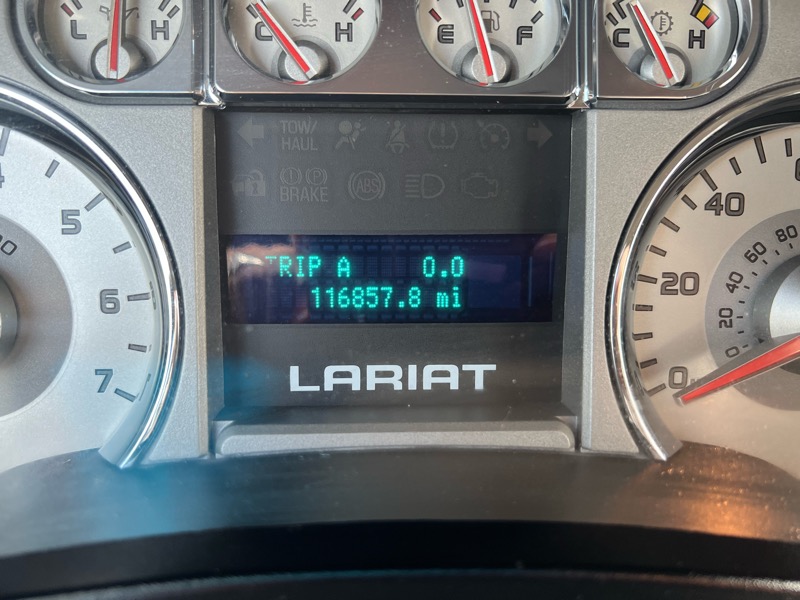 L H
C H
E F
C H
TOW/
HAUL
BRAKE
ABS
5
6
7
TRIP A 0.0
116857.8 mi
LARIAT
40
20
0
80
60
40
20
0